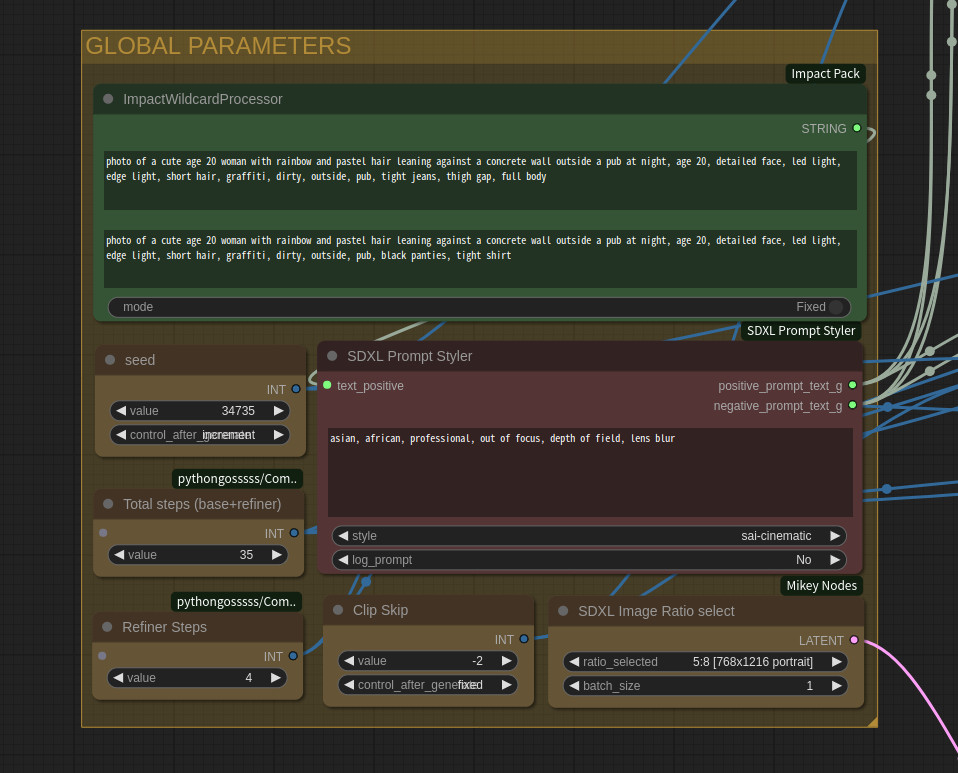 GLOBAL PARAMETERS
Impact Pack
ImpactWildcardProcessor
STRING
photo of a cute age 20 woman with rainbow and pastel hair leaning against a concrete wall outside a pub at night, age 20, detailed face, led light,
edge light, short hair, graffiti, dirty, outside, pub, tight jeans, thigh gap, full body
photo of a cute age 20 woman with rainbow and pastel hair leaning against a concrete wall outside a pub at night, age 20, detailed face, led light,
edge light, short hair, graffiti, dirty, outside, pub, black panties, tight shirt
mode Fixed
SDXL Prompt Styler
seed
INT
value 34735
control_after_generate increment
SDXL Prompt Styler
text_positive positive_prompt_text_g
negative_prompt_text_g
asian, african, professional, out of focus, depth of field, lens blur
style sai-cinematic
log_prompt No
pythongosssss/Com..
Total steps (base+refiner)
INT
value 35
pythongosssss/Com..
Refiner Steps
INT
value 4
Clip Skip
INT
value -2
control_after_generate fixed
Mikey Nodes
SDXL Image Ratio select
LATENT
ratio_selected 5:8 [768x1216 portrait]
batch_size 1